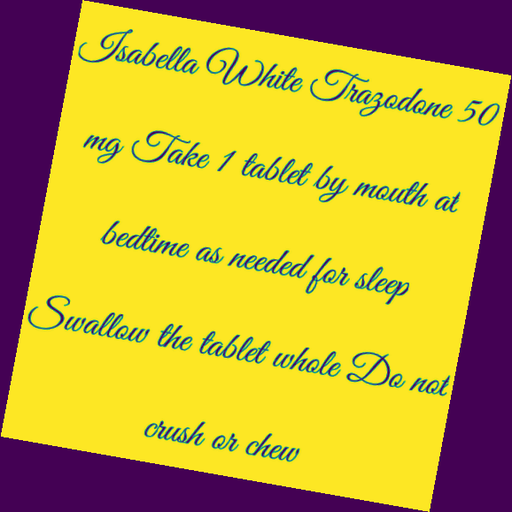 Isabella White Trazodone 50
mg Take 1 tablet by mouth at
bedtime as needed for sleep
Swallow the tablet whole Do not
crush or chew